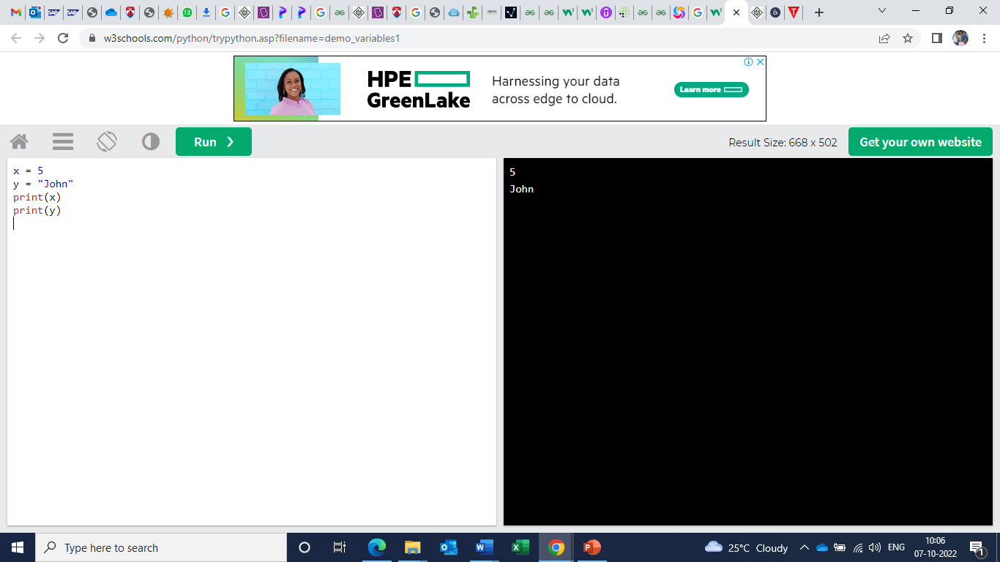 12
w3schools.com/python/trypython.asp?filename=demo_variables1
HPE
GreenLake
Harnessing your data
across edge to cloud.
Learn more
Run ❯
Result Size: 668 x 502
Get your own website
x = 5
y = "John"
print(x)
print(y)
5
John
Type here to search
25°C Cloudy
ENG
10:06
07-10-2022
1